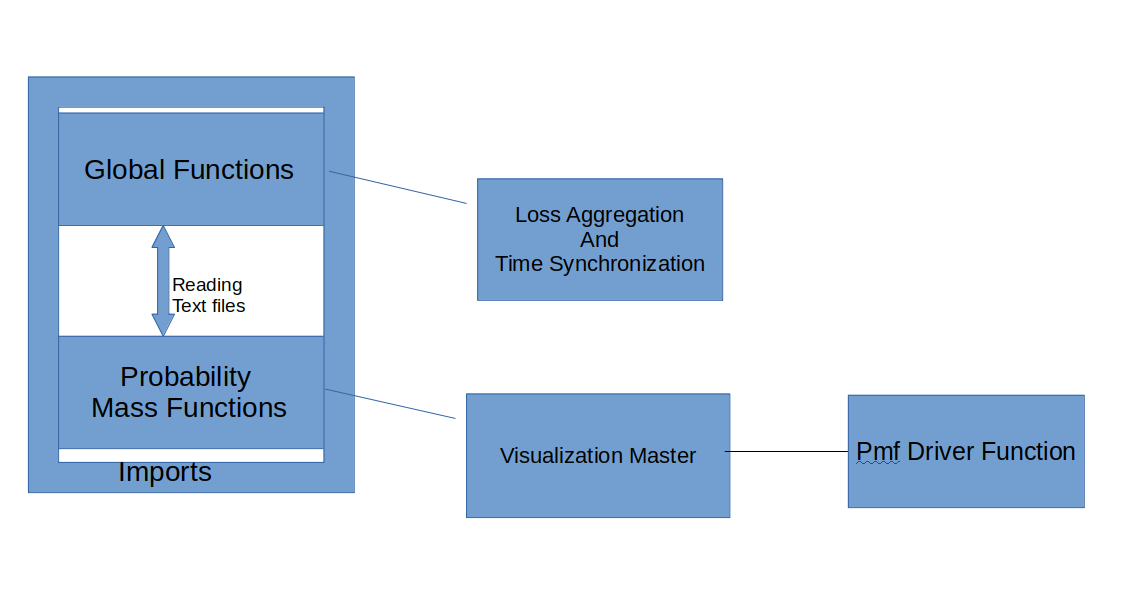 Global Functions
Reading
Text files
Probability
Mass Functions
Imports
Loss Aggregation
And
Time Synchronization
Visualization Master
Pmf Driver Function